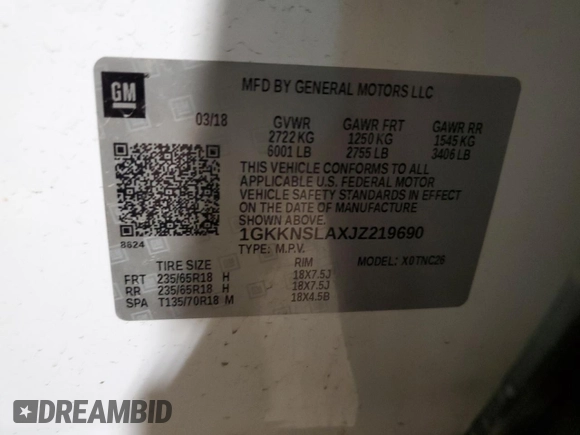 GM
MFD BY GENERAL MOTORS LLC
03/18 GVWR GAWR FRT GAWR RR
2722 KG 1250 KG 1545 KG
6001 LB 2755 LB 3406 LB
THIS VEHICLE CONFORMS TO ALL
APPLICABLE U.S. FEDERAL MOTOR
VEHICLE SAFETY STANDARDS IN EFFECT
ON THE DATE OF MANUFACTURE
SHOWN ABOVE.
8624
1GKKNSLAXJZ219690
TYPE: M.P.V. MODEL: X0TNC26
TIRE SIZE RIM
FRT 235/65R18 H 18X7.5J
RR 235/65R18 H 18X7.5J
SPA T135/70R18 M 18X4.5B
DREAMBID